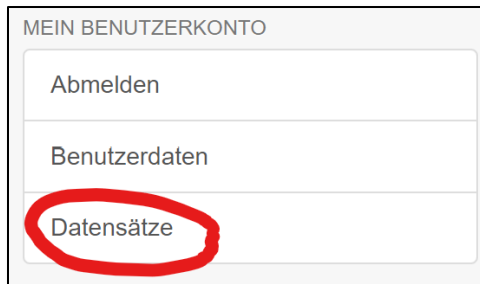 MEIN BENUTZERKONTO
Abmelden
Benutzerdaten
Datensätze